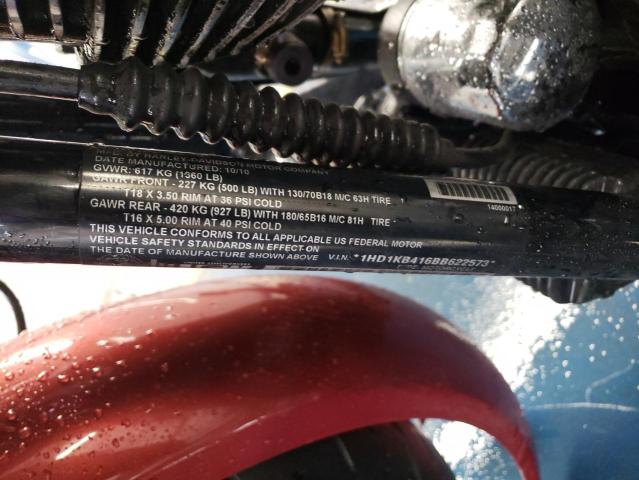 MFG. BY HARLEY-DAVIDSON MOTOR COMPANY
DATE MANUFACTURED: 10/10
GVWR: 617 KG (1360 LB)
GAWR FRONT - 227 KG (500 LB) WITH 130/70B18 M/C 63H TIRE
T18 X 3.50 RIM AT 36 PSI COLD
GAWR REAR - 420 KG (927 LB) WITH 180/65B16 M/C 81H TIRE
T16 X 5.00 RIM AT 40 PSI COLD
THIS VEHICLE CONFORMS TO ALL APPLICABLE US FEDERAL MOTOR
VEHICLE SAFETY STANDARDS IN EFFECT ON
THE DATE OF MANUFACTURE SHOWN ABOVE V.I.N. *1HD1KB416BB622573*
MOTORCYCLE
14000017